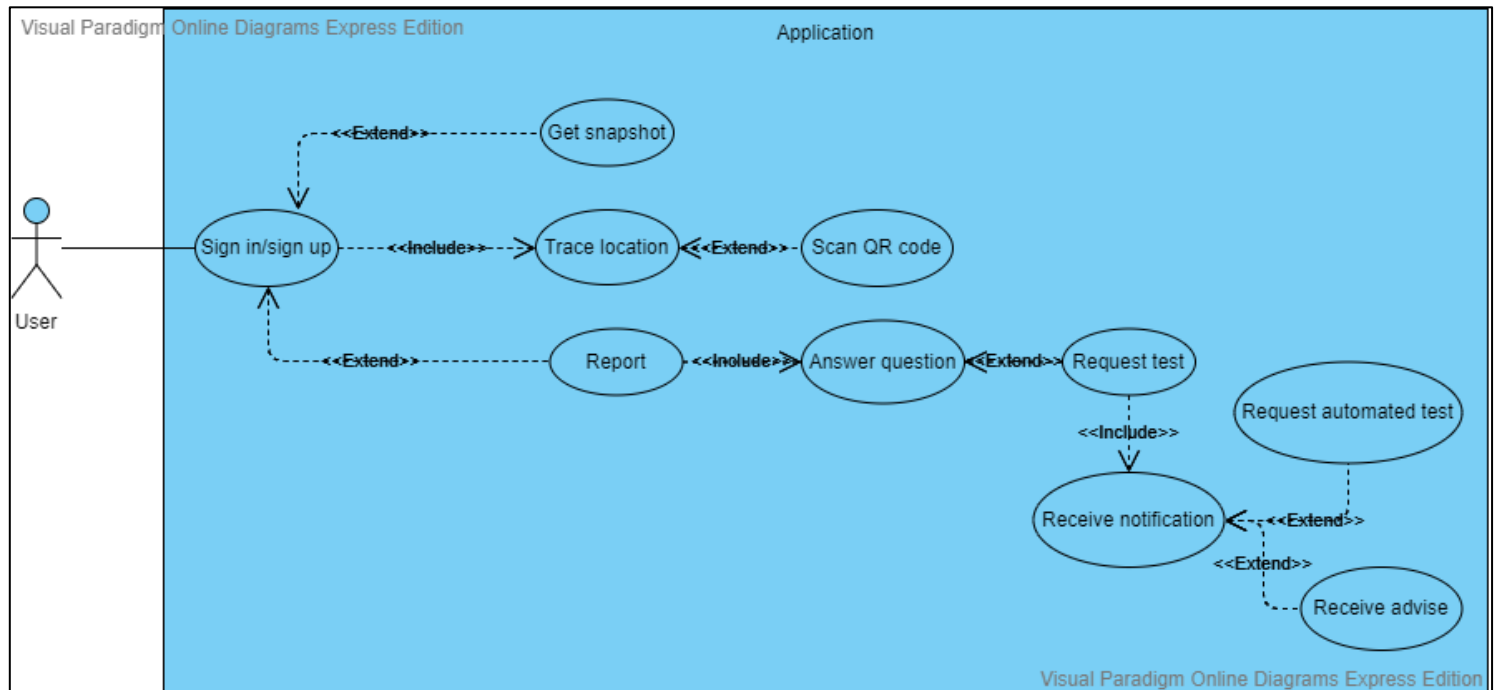 Visual Paradigm Online Diagrams Express Edition
Application
<<Extend>>
Get snapshot
Sign in/sign up
<<Include>>
Trace location
<<Extend>>
Scan QR code
User
<<Extend>>
Report
<<Include>>
Answer question
<<Extend>>
Request test
Request automated test
<<Include>>
Receive notification
<<Extend>>
<<Extend>>
Receive advise
Visual Paradigm Online Diagrams Express Edition